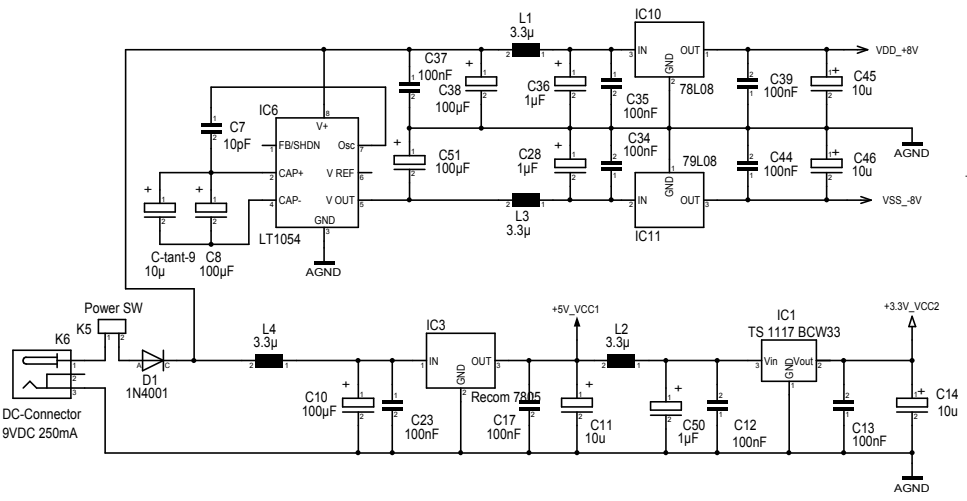 L1
3.3µ
IC10
IN
OUT
GND
78L08
VDD_+8V
C37
100nF
C38
100µF
C36
1µF
C35
100nF
C39
100nF
C45
10u
IC6
V+
FB/SHDN
Osc
CAP+
V REF
CAP-
V OUT
GND
LT1054
C7
10pF
C51
100µF
C28
1µF
C34
100nF
79L08
GND
IN
OUT
IC11
C44
100nF
C46
10u
AGND
VSS_-8V
L3
3.3µ
C-tant-9
10µ
C8
100µF
AGND
Power SW
K5
K6
DC-Connector
9VDC 250mA
D1
1N4001
A
C
L4
3.3µ
IC3
IN
OUT
GND
Recom 7805
+5V_VCC1
L2
3.3µ
IC1
TS 1117 BCW33
Vin
Vout
GND
+3.3V_VCC2
C10
100µF
C23
100nF
C17
100nF
C11
10u
C50
1µF
C12
100nF
C13
100nF
C14
10u
AGND